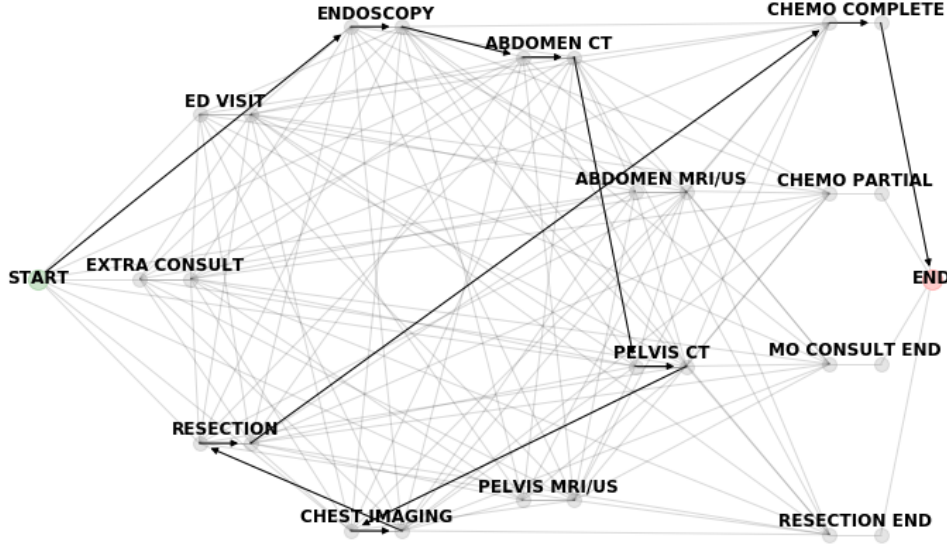 CHEMO COMPLETE
ENDOSCOPY
ABDOMEN CT
ED VISIT
ABDOMEN MRI/US
CHEMO PARTIAL
START
EXTRA CONSULT
END
PELVIS CT
MO CONSULT END
RESECTION
PELVIS MRI/US
CHEST IMAGING
RESECTION END